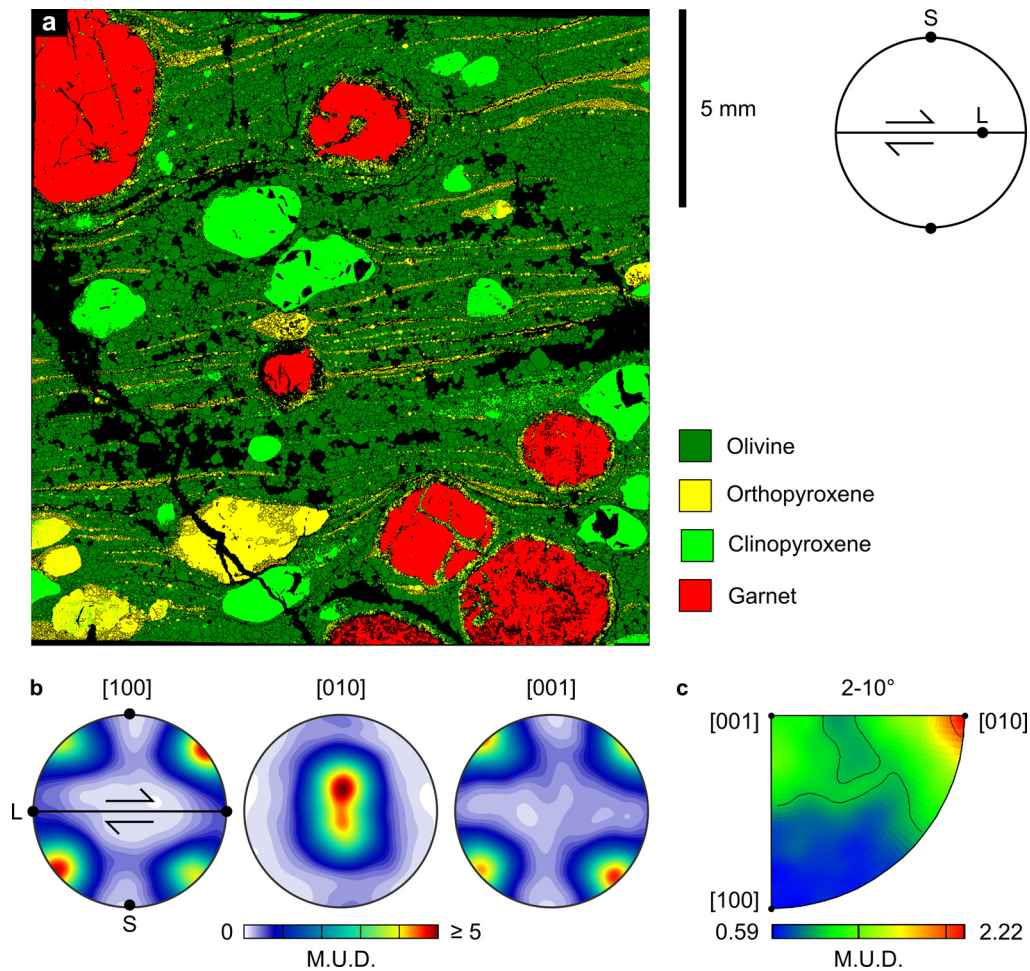 a
S
5 mm
L
Olivine
Orthopyroxene
Clinopyroxene
Garnet
b
[100]
[010]
[001]
c
2-10°
[001]
[010]
L
S
[100]
0
≥ 5
M.U.D.
0.59
2.22
M.U.D.